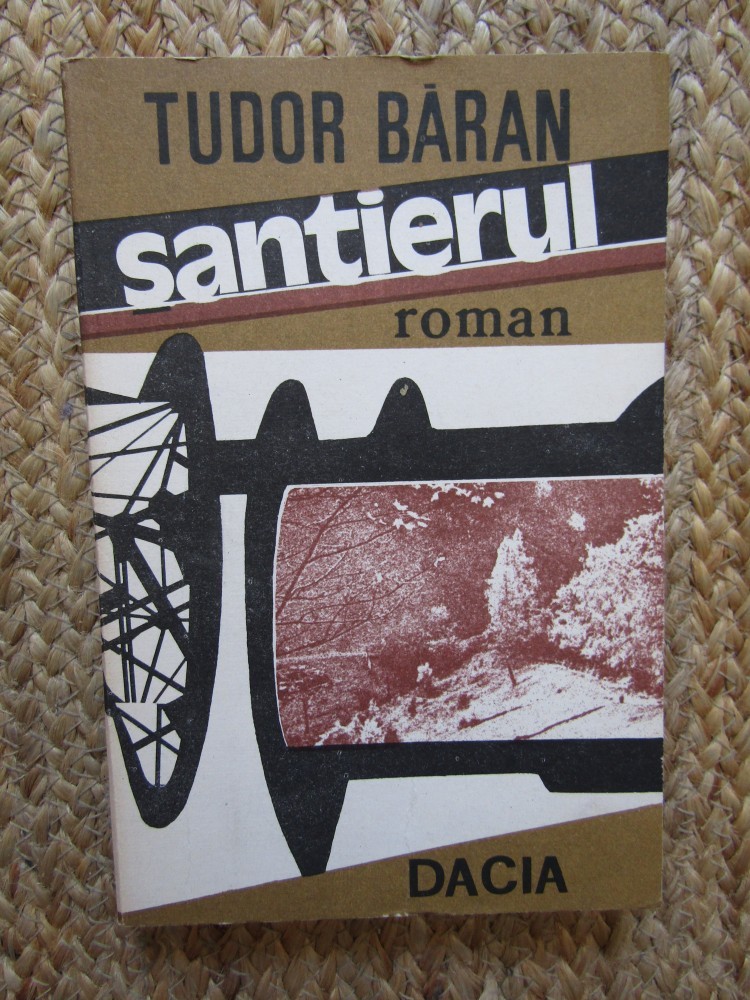 TUDOR BĂRAN
șantierul
roman
DACIA